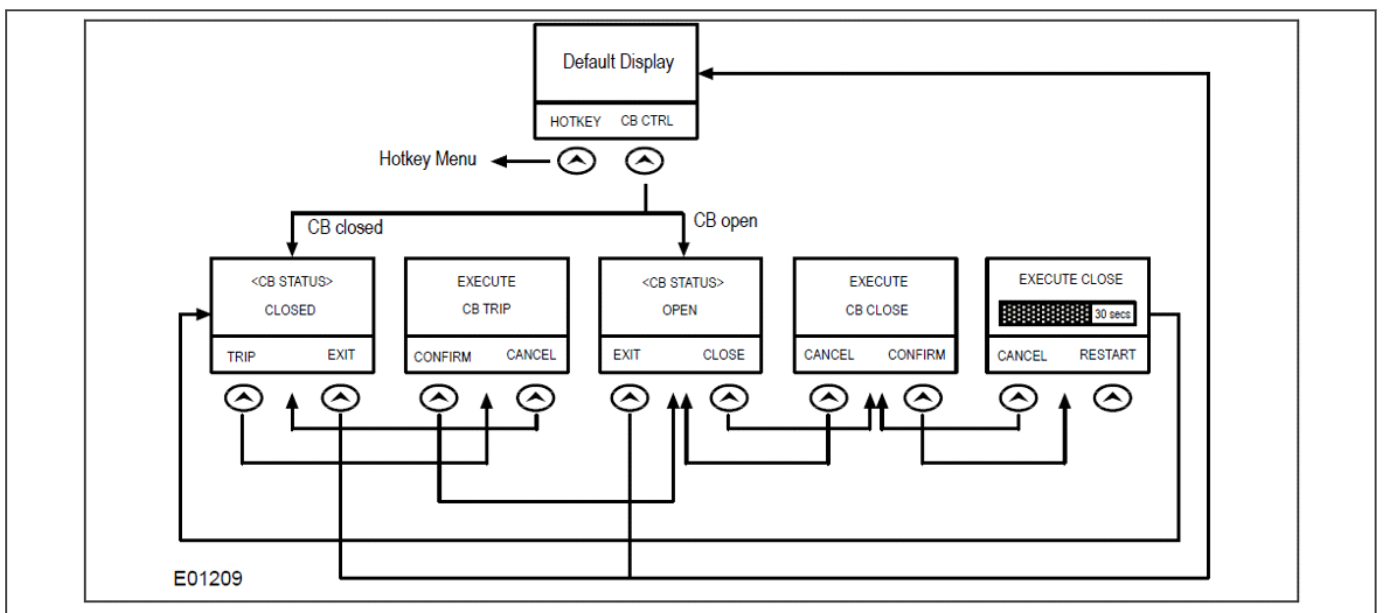 Default Display
HOTKEY CB CTRL
Hotkey Menu
CB closed
CB open
<CB STATUS>
CLOSED
TRIP EXIT
EXECUTE
CB TRIP
CONFIRM CANCEL
<CB STATUS>
OPEN
EXIT CLOSE
EXECUTE
CB CLOSE
CANCEL CONFIRM
EXECUTE CLOSE
30 secs
CANCEL RESTART
E01209